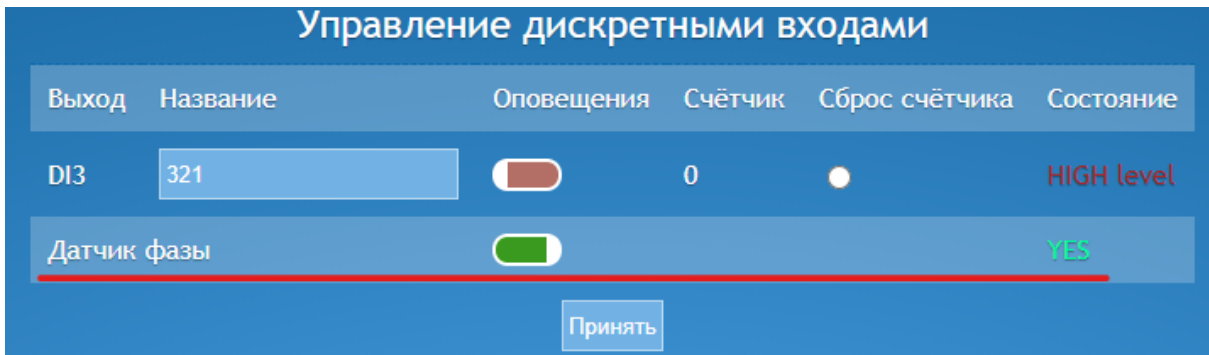 Управление дискретными входами
Выход Название Оповещения Счётчик Сброс счётчика Состояние
DI3 321 0 HIGH level
Датчик фазы YES
Принять